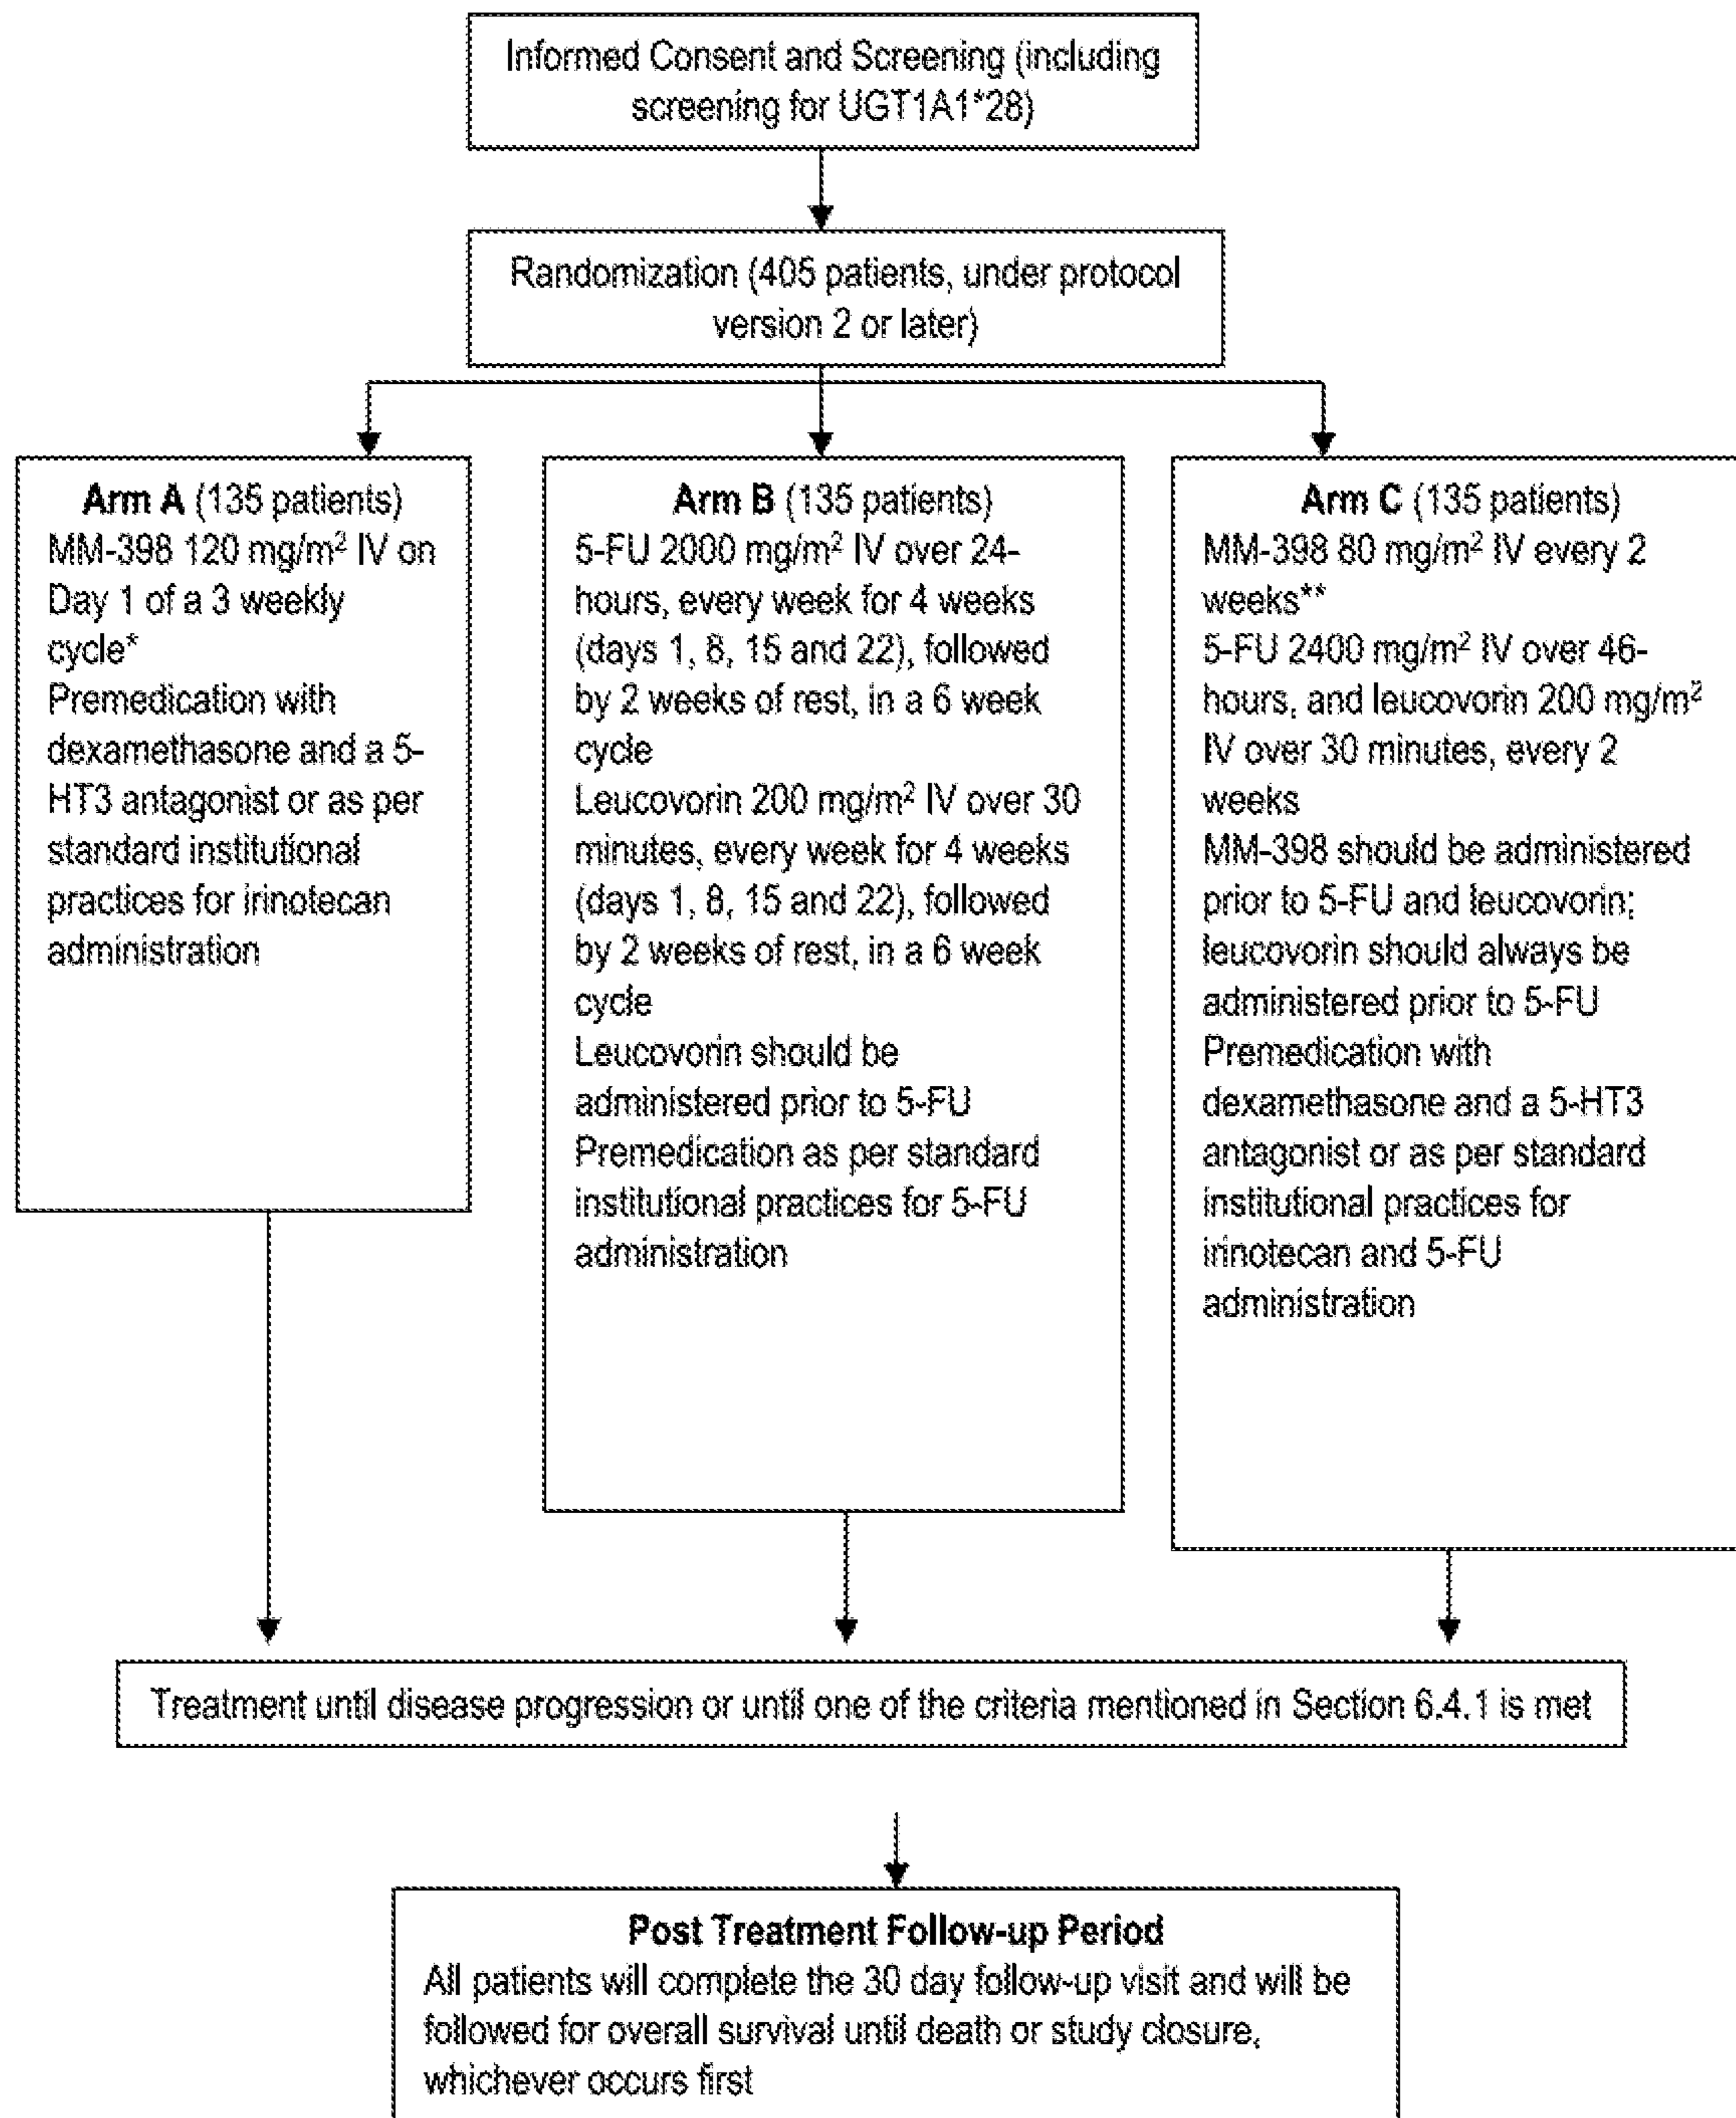 Informed Consent and Screening (including
screening for UGT1A1*28)
Randomization (405 patients, under protocol
version 2 or later)
Arm A (135 patients)
MM-398 120 mg/m² IV on
Day 1 of a 3 weekly
cycle*
Premedication with
dexamethasone and a 5-
HT3 antagonist or as per
standard institutional
practices for irinotecan
administration
Arm B (135 patients)
5-FU 2000 mg/m² IV over 24-
hours, every week for 4 weeks
(days 1, 8, 15 and 22), followed
by 2 weeks of rest, in a 6 week
cycle
Leucovorin 200 mg/m² IV over 30
minutes, every week for 4 weeks
(days 1, 8, 15 and 22), followed
by 2 weeks of rest, in a 6 week
cycle
Leucovorin should be
administered prior to 5-FU
Premedication as per standard
institutional practices for 5-FU
administration
Arm C (135 patients)
MM-398 80 mg/m² IV every 2
weeks**
5-FU 2400 mg/m² IV over 46-
hours, and leucovorin 200 mg/m²
IV over 30 minutes, every 2
weeks
MM-398 should be administered
prior to 5-FU and leucovorin;
leucovorin should always be
administered prior to 5-FU
Premedication with
dexamethasone and a 5-HT3
antagonist or as per standard
institutional practices for
irinotecan and 5-FU
administration
Treatment until disease progression or until one of the criteria mentioned in Section 6.4.1 is met
Post Treatment Follow-up Period
All patients will complete the 30 day follow-up visit and will be
followed for overall survival until death or study closure,
whichever occurs first